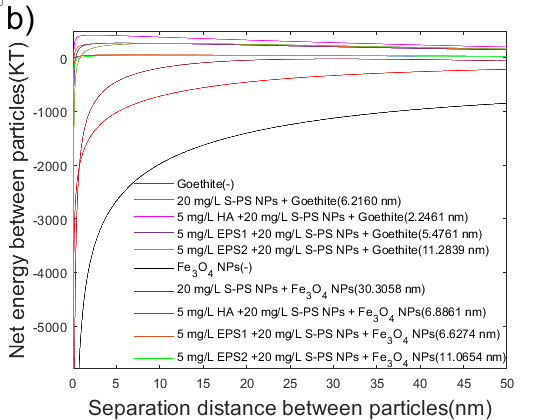 b)
Net energy between particles(KT)
0
-1000
-2000
-3000
-4000
-5000
Goethite(-)
20 mg/L S-PS NPs + Goethite(6.2160 nm)
5 mg/L HA +20 mg/L S-PS NPs + Goethite(2.2461 nm)
5 mg/L EPS1 +20 mg/L S-PS NPs + Goethite(5.4761 nm)
5 mg/L EPS2 +20 mg/L S-PS NPs + Goethite(11.2839 nm)
Fe3O4 NPs(-)
20 mg/L S-PS NPs + Fe3O4 NPs(30.3058 nm)
5 mg/L HA +20 mg/L S-PS NPs + Fe3O4 NPs(6.8861 nm)
5 mg/L EPS1 +20 mg/L S-PS NPs + Fe3O4 NPs(6.6274 nm)
5 mg/L EPS2 +20 mg/L S-PS NPs + Fe3O4 NPs(11.0654 nm)
0 5 10 15 20 25 30 35 40 45 50
Separation distance between particles(nm)